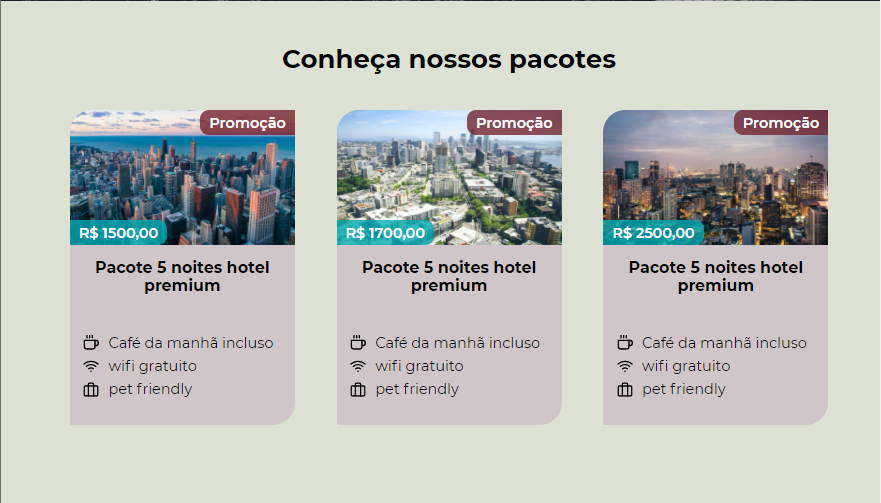 Conheça nossos pacotes
Promoção
R$ 1500,00
Pacote 5 noites hotel
premium
Café da manhã incluso
wifi gratuito
pet friendly
Promoção
R$ 1700,00
Pacote 5 noites hotel
premium
Café da manhã incluso
wifi gratuito
pet friendly
Promoção
R$ 2500,00
Pacote 5 noites hotel
premium
Café da manhã incluso
wifi gratuito
pet friendly